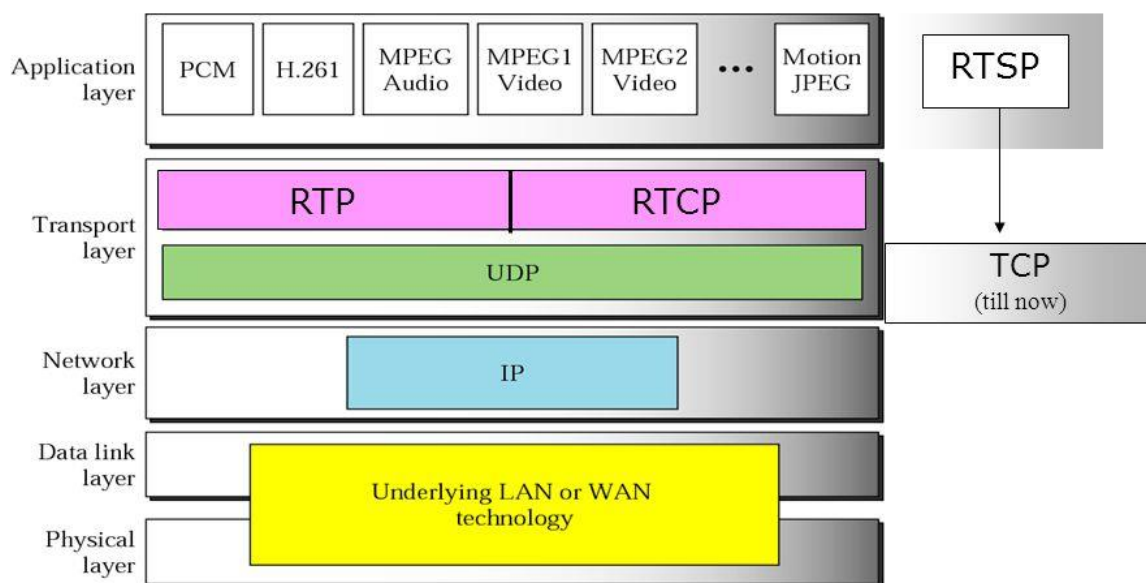 Application
layer
PCM
H.261
MPEG
Audio
MPEG1
Video
MPEG2
Video
•••
Motion
JPEG
RTSP
Transport
layer
RTP
RTCP
UDP
TCP
(till now)
Network
layer
IP
Data link
layer
Underlying LAN or WAN
technology
Physical
layer